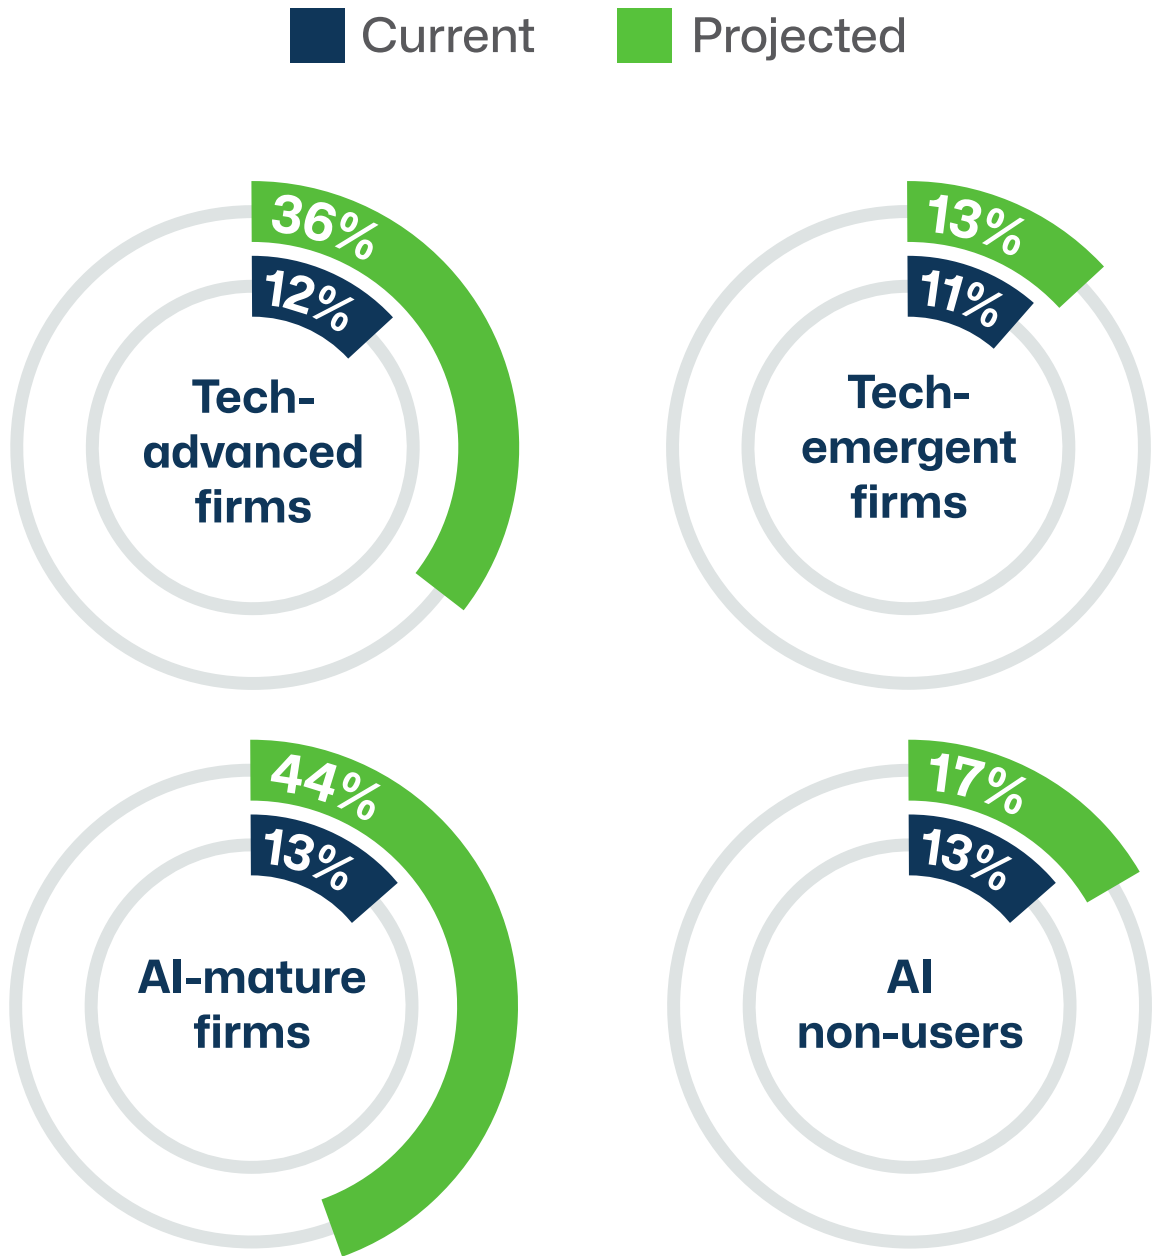 Current
Projected
36%
12%
Tech-
advanced
firms
13%
11%
Tech-
emergent
firms
44%
13%
AI-mature
firms
17%
13%
AI
non-users